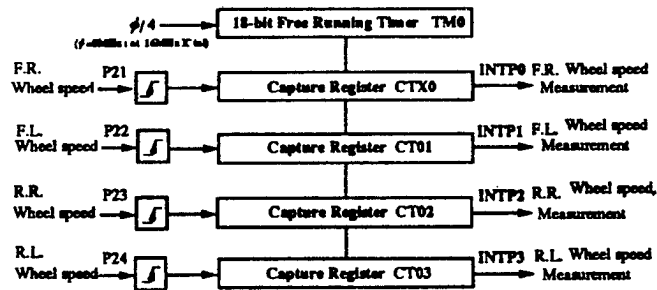 ϕ/4
18-bit Free Running Timer TM0
F.R.
Wheel speed
P21
Capture Register CTX0
INTP0 F.R. Wheel speed
Measurement
F.L.
Wheel speed
P22
Capture Register CT01
INTP1 F.L. Wheel speed
Measurement
R.R.
Wheel speed
P23
Capture Register CT02
INTP2 R.R. Wheel speed,
Measurement
R.L.
Wheel speed
P24
Capture Register CT03
INTP3 R.L. Wheel speed
Measurement